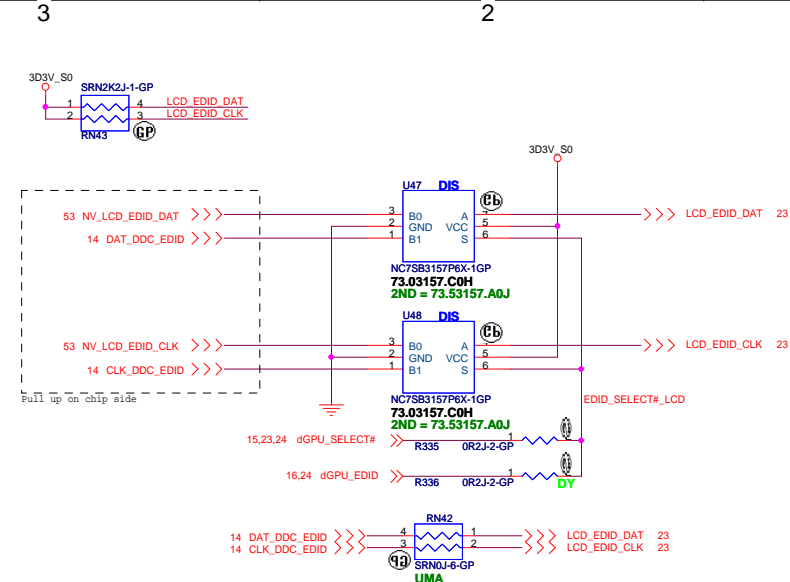 3
2
3D3V_S0
SRN2K2J-1-GP
1
4
LCD_EDID_DAT
2
3
LCD_EDID_CLK
RN43
GP
3D3V_S0
U47
DIS
53 NV_LCD_EDID_DAT
3
B0
A
LCD_EDID_DAT 23
2
GND
VCC
5
14 DAT_DDC_EDID
1
B1
S
6
NC7SB3157P6X-1GP
73.03157.C0H
2ND = 73.53157.A0J
U48
DIS
53 NV_LCD_EDID_CLK
3
B0
A
LCD_EDID_CLK 23
2
GND
VCC
5
14 CLK_DDC_EDID
1
B1
S
6
Pull up on chip side
NC7SB3157P6X-1GP
EDID_SELECT#_LCD
73.03157.C0H
2ND = 73.53157.A0J
15,23,24 dGPU_SELECT#
1
R335
0R2J-2-GP
16,24 dGPU_EDID
1
R336
0R2J-2-GP
DY
RN42
14 DAT_DDC_EDID
4
1
LCD_EDID_DAT 23
14 CLK_DDC_EDID
3
2
LCD_EDID_CLK 23
SRN0J-6-GP
UMA